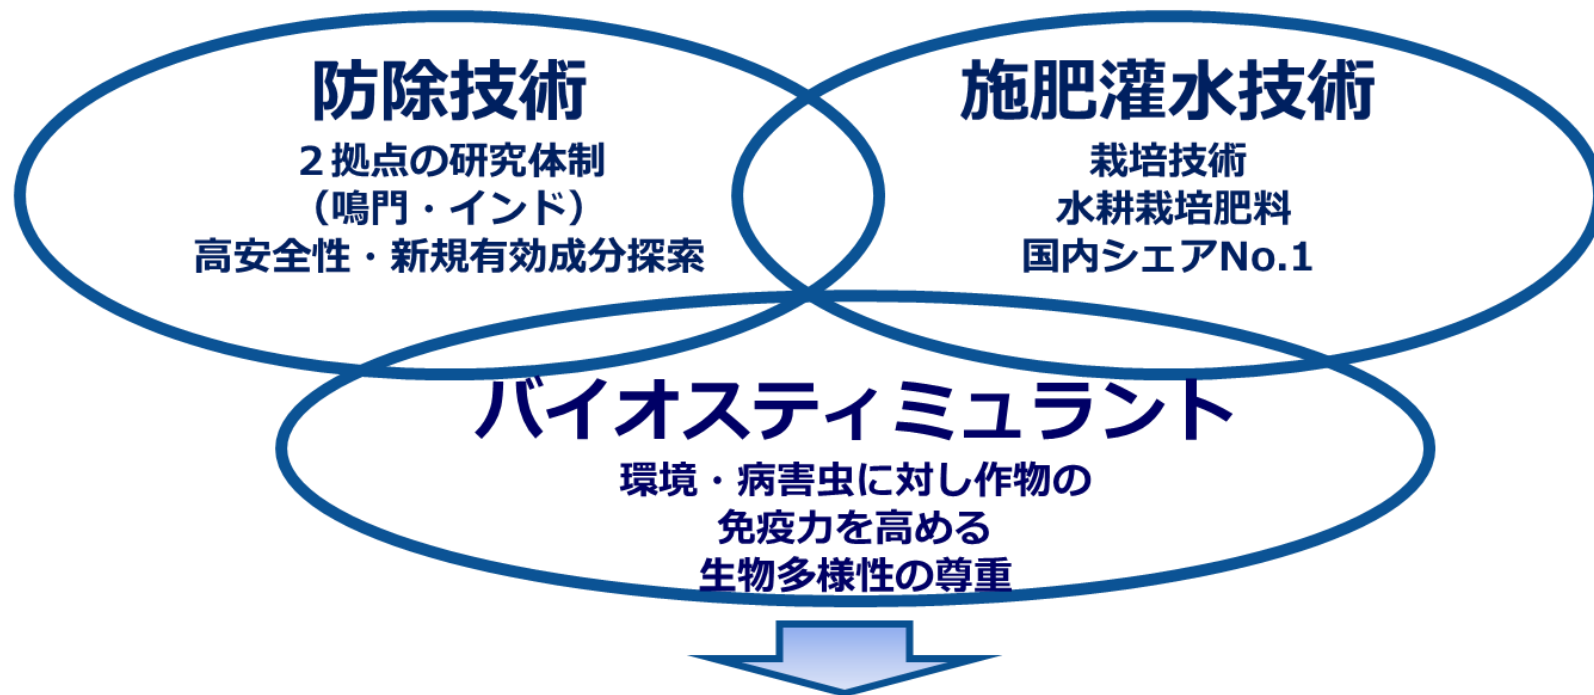 防除技術
２拠点の研究体制
（鳴門・インド）
高安全性・新規有効成分探索
施肥灌水技術
栽培技術
水耕栽培肥料
国内シェアNo.1
バイオスティミュラント
環境・病害虫に対し作物の
免疫力を高める
生物多様性の尊重